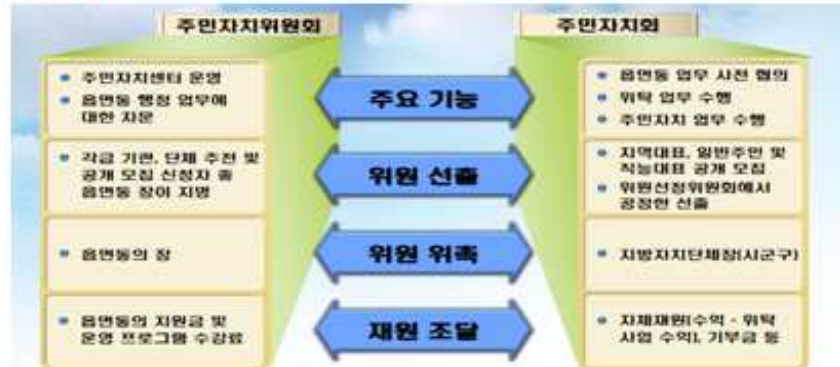 주민자치위원회
주민자치회
• 주민자치센터 운영
• 읍면동 행정 업무에
대한 자문
주요 기능
• 읍면동 업무 사전 협의
• 위탁 업무 수행
• 주민자치 업무 수행
• 각급 기관, 단체 추천 및
공개 모집 신청자 중
읍면동 장이 지명
위원 선출
• 지역대표, 일반주민 및
직능대표 공개 모집
• 위원선정위원회에서
공정한 선출
• 읍면동의 장
위원 위촉
• 지방자치단체장(시군구)
• 읍면동의 지원금 및
운영 프로그램 수강료
재원 조달
• 자체재원(수익 - 위탁
사업 수익), 기부금 등